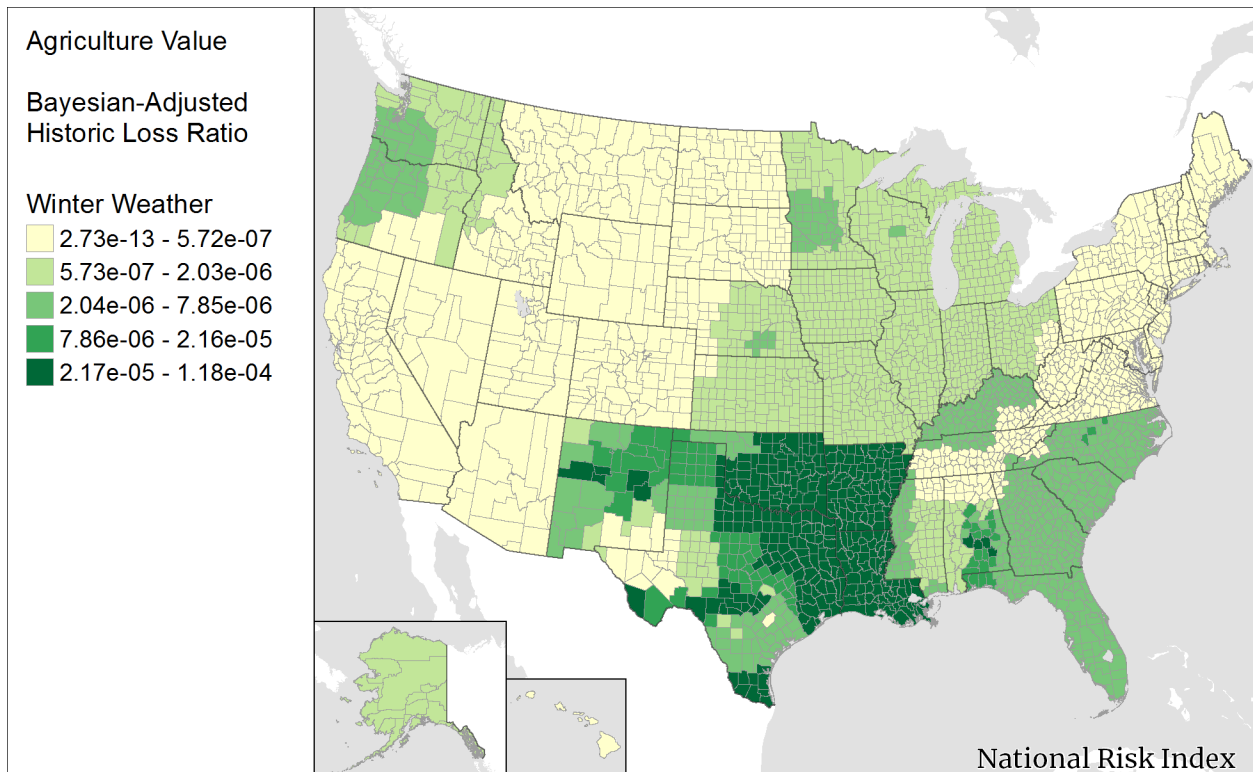 Agriculture Value
Bayesian-Adjusted
Historic Loss Ratio
Winter Weather
2.73e-13 - 5.72e-07
5.73e-07 - 2.03e-06
2.04e-06 - 7.85e-06
7.86e-06 - 2.16e-05
2.17e-05 - 1.18e-04
National Risk Index